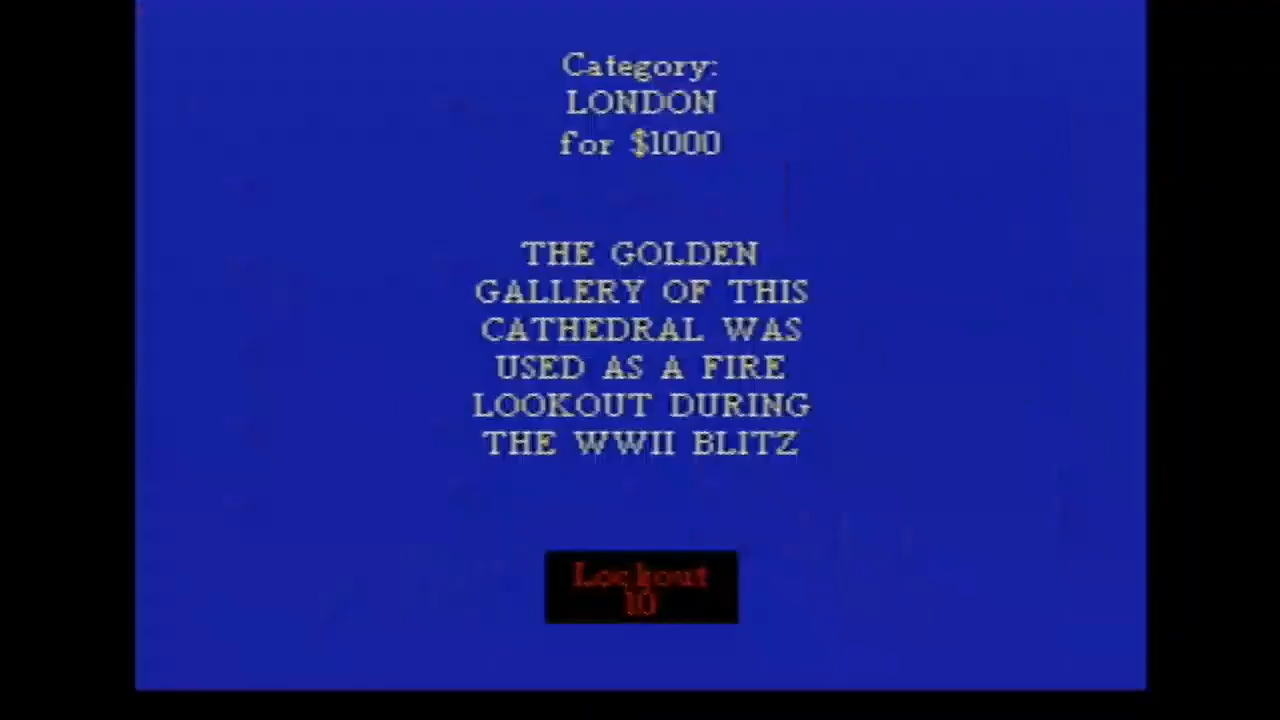 Category:
LONDON
for $1000
THE GOLDEN
GALLERY OF THIS
CATHEDRAL WAS
USED AS A FIRE
LOOKOUT DURING
THE WWII BLITZ
Lockout
10